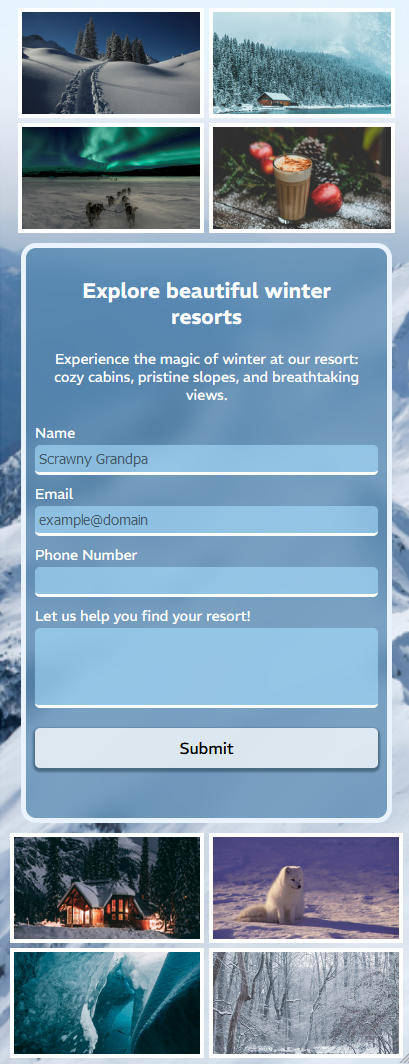 Explore beautiful winter
resorts
Experience the magic of winter at our resort:
cozy cabins, pristine slopes, and breathtaking
views.
Name
Scrawny Grandpa
Email
example@domain
Phone Number
Let us help you find your resort!
Submit